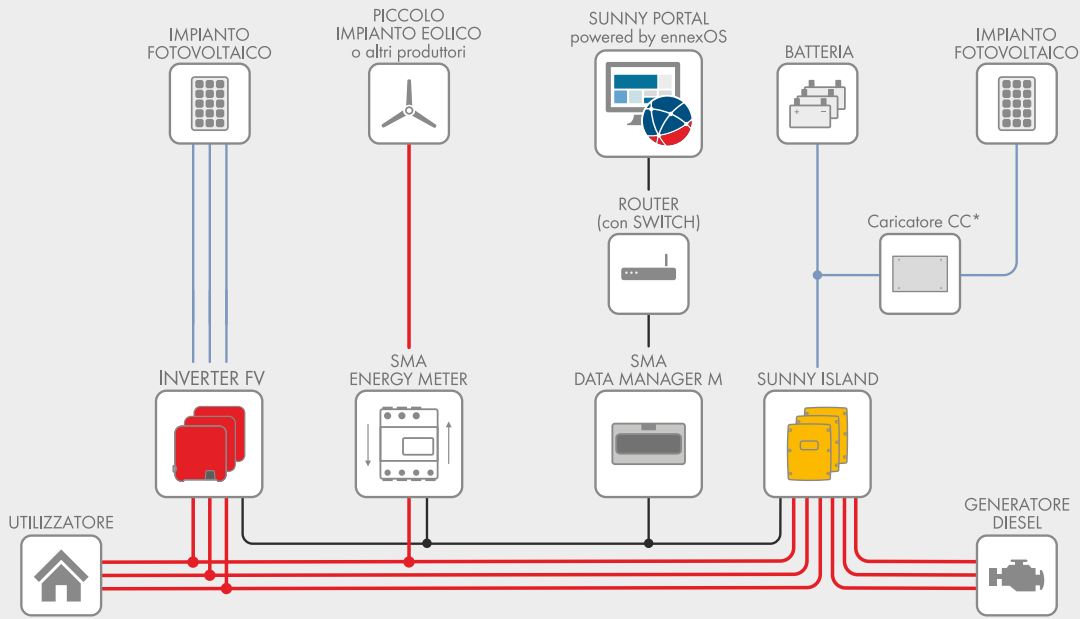 IMPIANTO
FOTOVOLTAICO
PICCOLO
IMPIANTO EOLICO
o altri produttori
SUNNY PORTAL
powered by ennexOS
BATTERIA
IMPIANTO
FOTOVOLTAICO
ROUTER
(con SWITCH)
Caricatore CC*
INVERTER FV
SMA
ENERGY METER
SMA
DATA MANAGER M
SUNNY ISLAND
UTILIZZATORE
GENERATORE
DIESEL